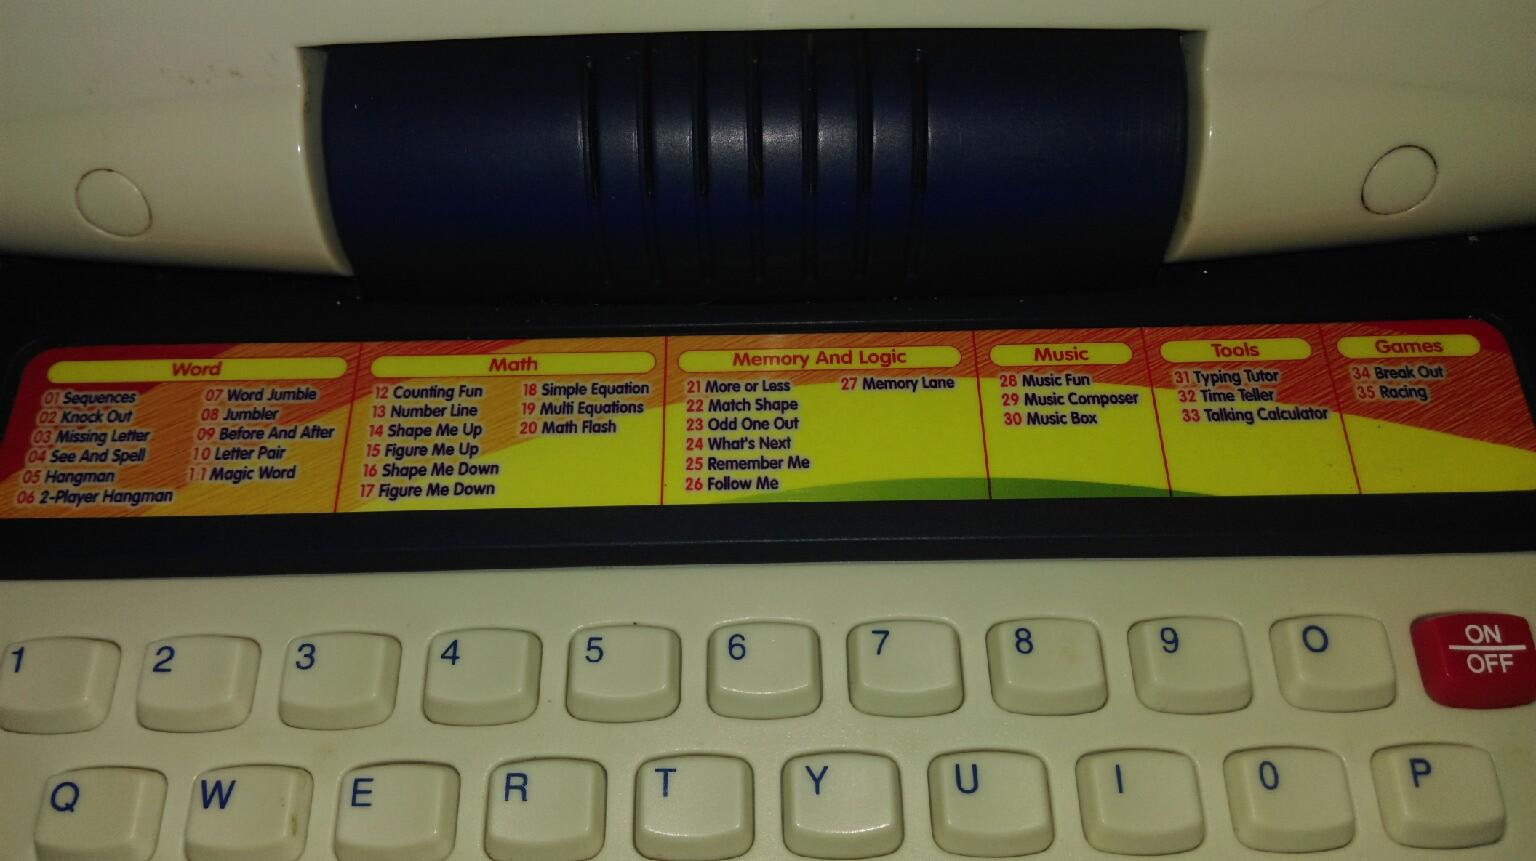 Word
01 Sequences
02 Knock Out
03 Missing Letter
04 See And Spell
05 Hangman
06 2-Player Hangman
07 Word Jumble
08 Jumbler
09 Before And After
10 Letter Pair
11 Magic Word
Math
12 Counting Fun
13 Number Line
14 Shape Me Up
15 Figure Me Up
16 Shape Me Down
17 Figure Me Down
18 Simple Equation
19 Multi Equations
20 Math Flash
Memory And Logic
21 More or Less
22 Match Shape
23 Odd One Out
24 What's Next
25 Remember Me
26 Follow Me
27 Memory Lane
Music
28 Music Fun
29 Music Composer
30 Music Box
Tools
31 Typing Tutor
32 Time Teller
33 Talking Calculator
Games
34 Break Out
35 Racing
1 2 3 4 5 6 7 8 9 O
ON
OFF
Q W E R T Y U I 0 P